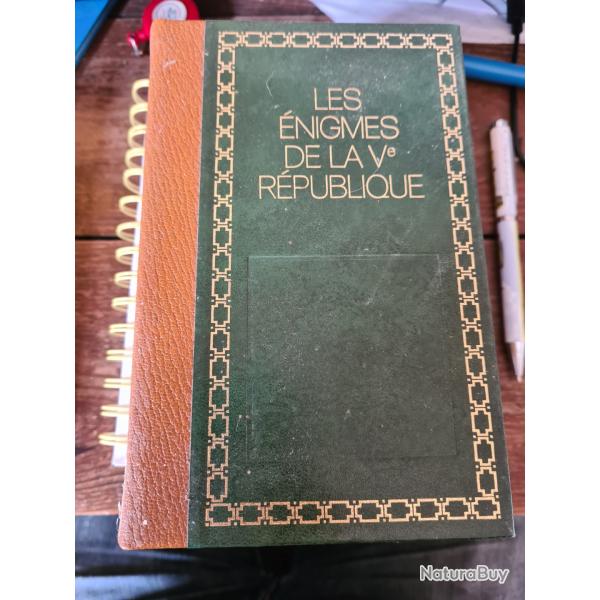 LES
ÉNIGMES
DE LA Ve
RÉPUBLIQUE
NaturaBuy